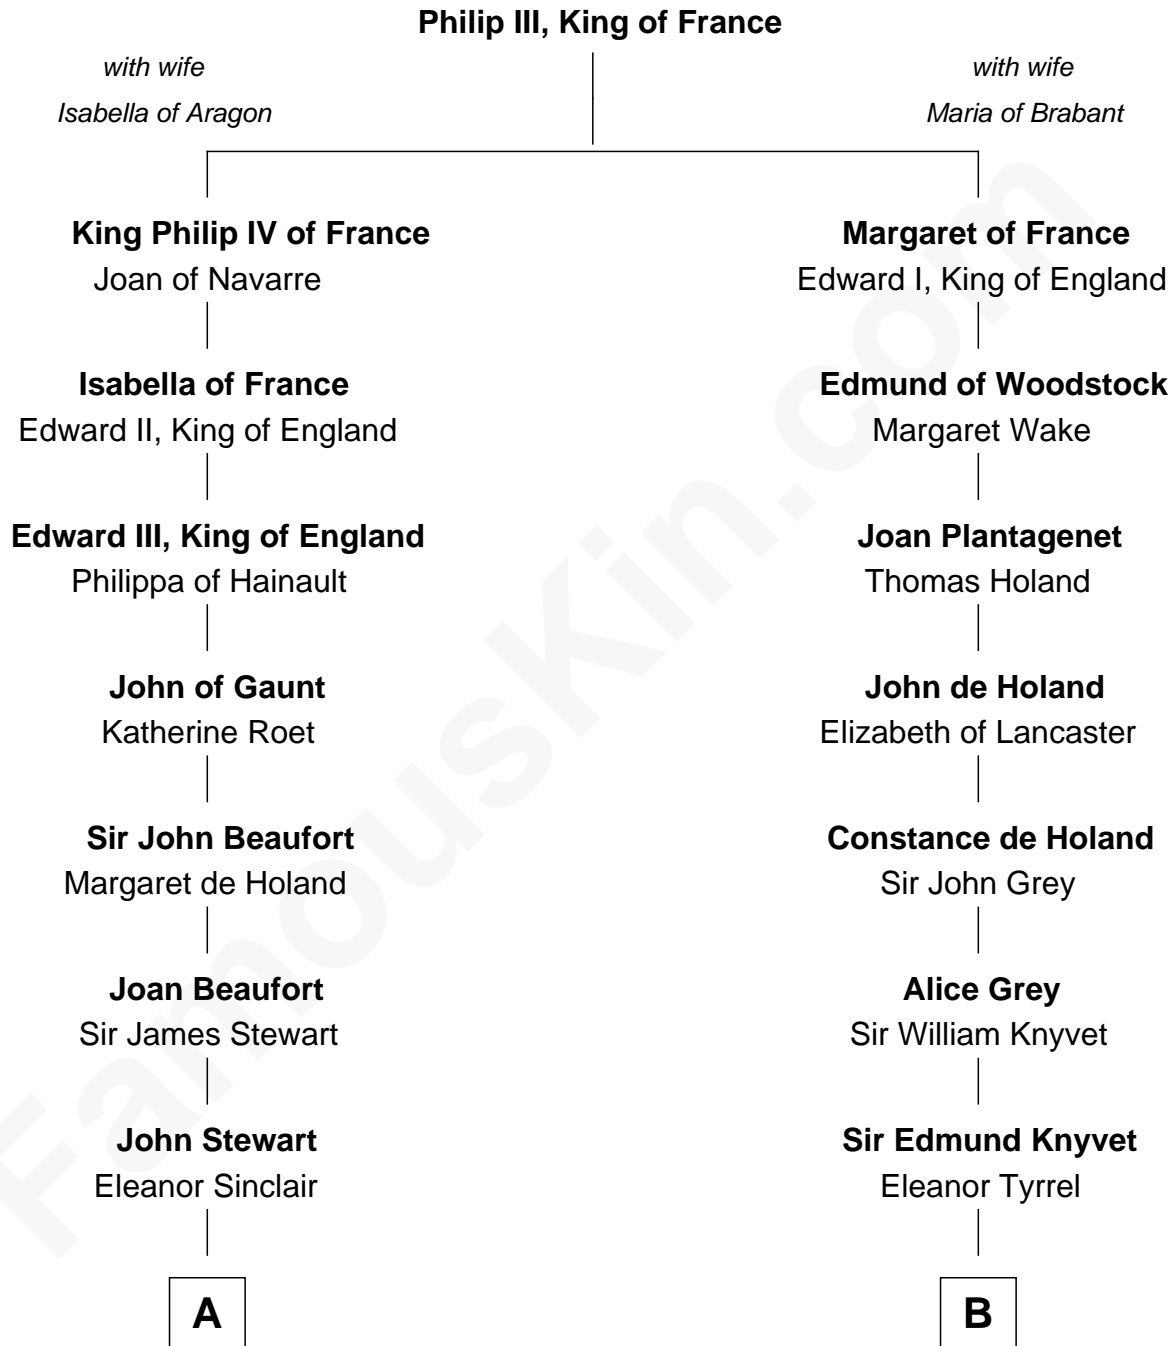 Philip III, King of France
with wife
Isabella of Aragon
with wife
Maria of Brabant
King Philip IV of France
Joan of Navarre
Margaret of France
Edward I, King of England
Isabella of France
Edward II, King of England
Edmund of Woodstock
Margaret Wake
Edward III, King of England
Philippa of Hainault
Joan Plantagenet
Thomas Holand
John of Gaunt
Katherine Roet
John de Holand
Elizabeth of Lancaster
Sir John Beaufort
Margaret de Holand
Constance de Holand
Sir John Grey
Joan Beaufort
Sir James Stewart
Alice Grey
Sir William Knyvet
John Stewart
Eleanor Sinclair
Sir Edmund Knyvet
Eleanor Tyrrel
A
B
FamousKin.com